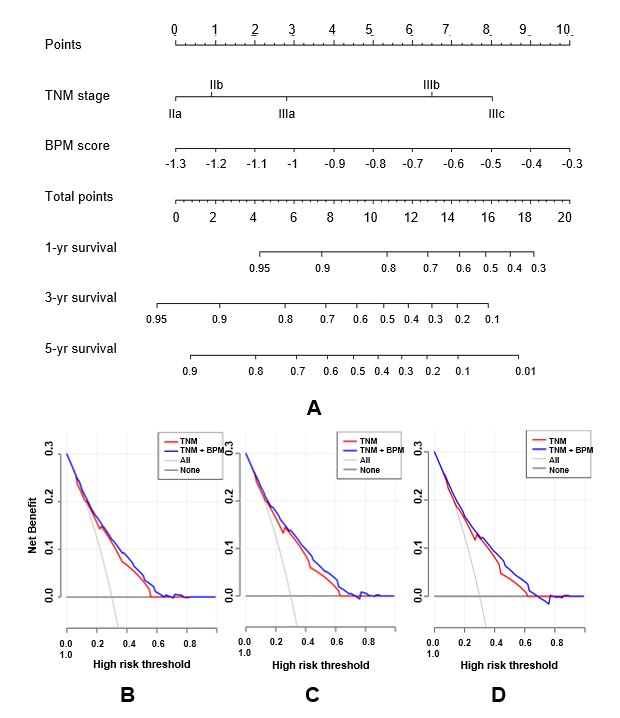 Points 0 1 2 3 4 5 6 7 8 9 10
TNM stage IIb IIIb
IIa IIIa IIIc
BPM score
-1.3 -1.2 -1.1 -1 -0.9 -0.8 -0.7 -0.6 -0.5 -0.4 -0.3
Total points
0 2 4 6 8 10 12 14 16 18 20
1-yr survival
0.95 0.9 0.8 0.7 0.6 0.5 0.4 0.3
3-yr survival
0.95 0.9 0.8 0.7 0.6 0.5 0.4 0.3 0.2 0.1
5-yr survival
0.9 0.8 0.7 0.6 0.5 0.4 0.3 0.2 0.1 0.01
A
Net Benefit
0.3
0.2
0.1
0.0
TNM
TNM + BPM
All
None
0.0 0.2 0.4 0.6 0.8
1.0
High risk threshold
B
0.3
0.2
0.1
0.0
TNM
TNM + BPM
All
None
0.0 0.2 0.4 0.6 0.8
1.0
High risk threshold
C
0.3
0.2
0.1
0.0
TNM
TNM + BPM
All
None
0.0 0.2 0.4 0.6 0.8
1.0
High risk threshold
D